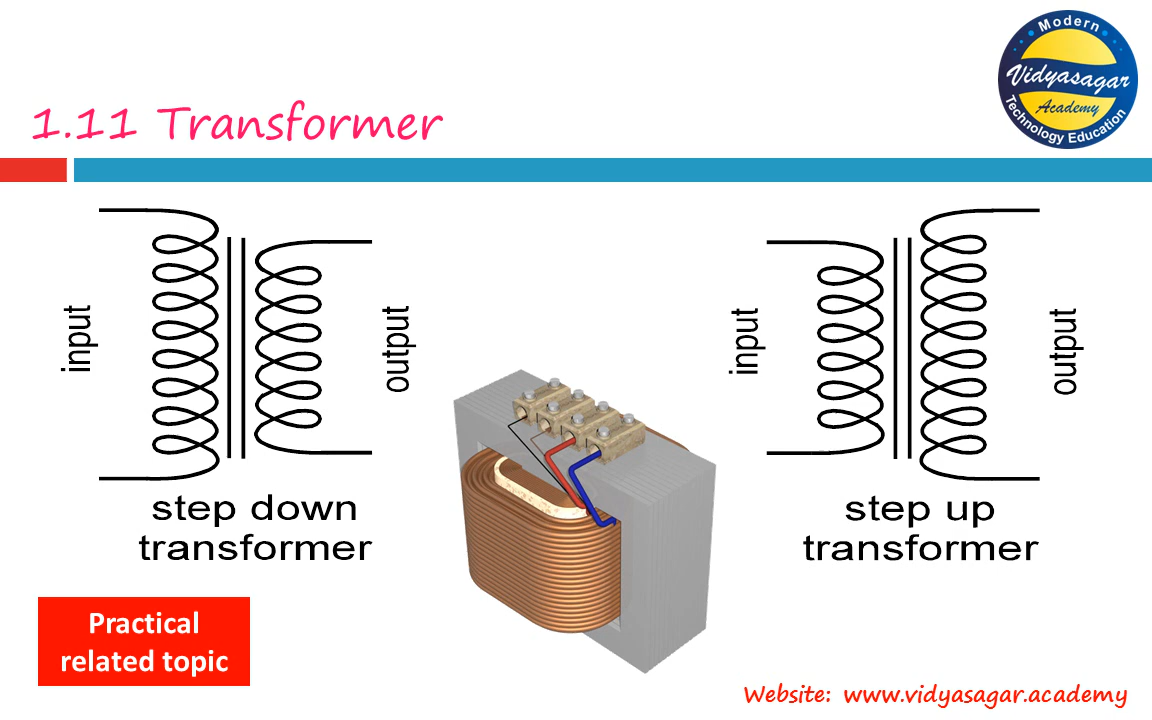 Modern
Vidyasagar
Academy
Technology Education
1.11 Transformer
input
output
input
output
step down
transformer
step up
transformer
Practical
related topic
Website: www.vidyasagar.academy